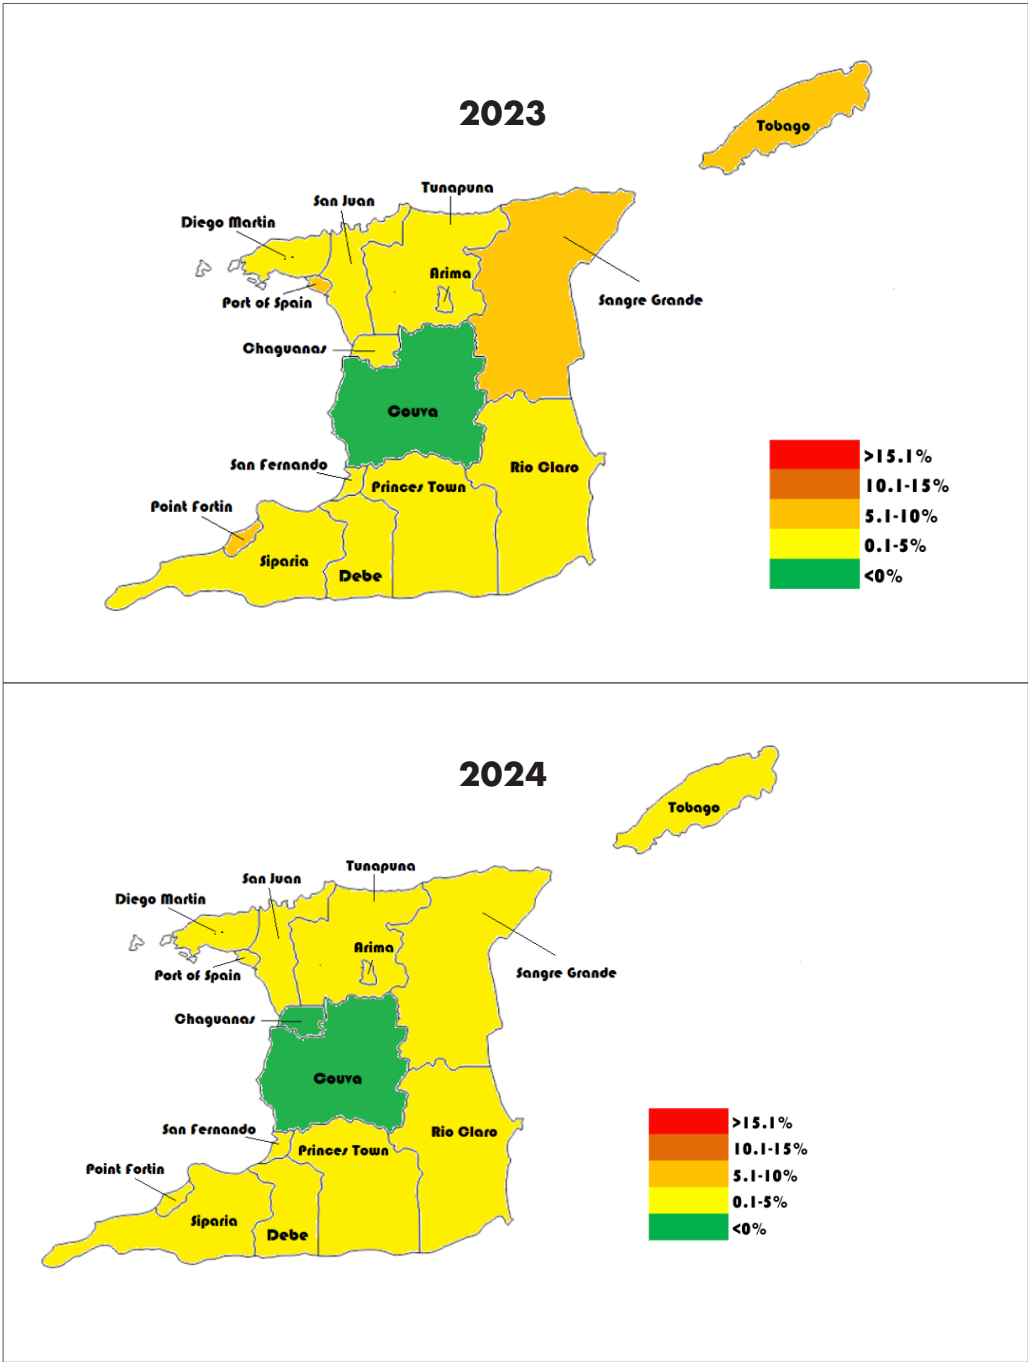 2023
Tobago
Tunapuna
San Juan
Diego Martin
Arima
Port of Spain
Sangre Grande
Chaguanas
Couva
San Fernando
Rio Claro
Princes Town
Point Fortin
Siparia
Debe
>15.1%
10.1-15%
5.1-10%
0.1-5%
<0%
2024
Tobago
Tunapuna
San Juan
Diego Martin
Arima
Port of Spain
Sangre Grande
Chaguanas
Couva
San Fernando
Rio Claro
Princes Town
Point Fortin
Siparia
Debe
>15.1%
10.1-15%
5.1-10%
0.1-5%
<0%